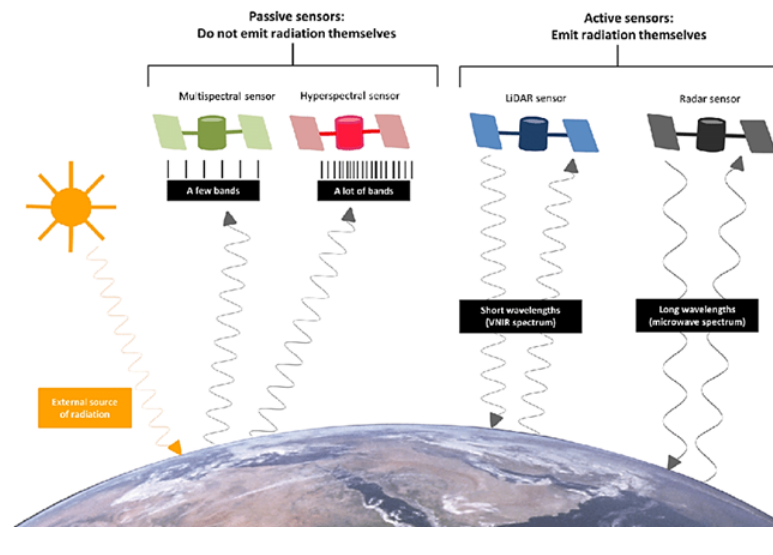 Passive sensors:
Do not emit radiation themselves
Active sensors:
Emit radiation themselves
Multispectral sensor
Hyperspectral sensor
LiDAR sensor
Radar sensor
A few bands
A lot of bands
Short wavelengths
(VNIR spectrum)
Long wavelengths
(microwave spectrum)
External source
of radiation